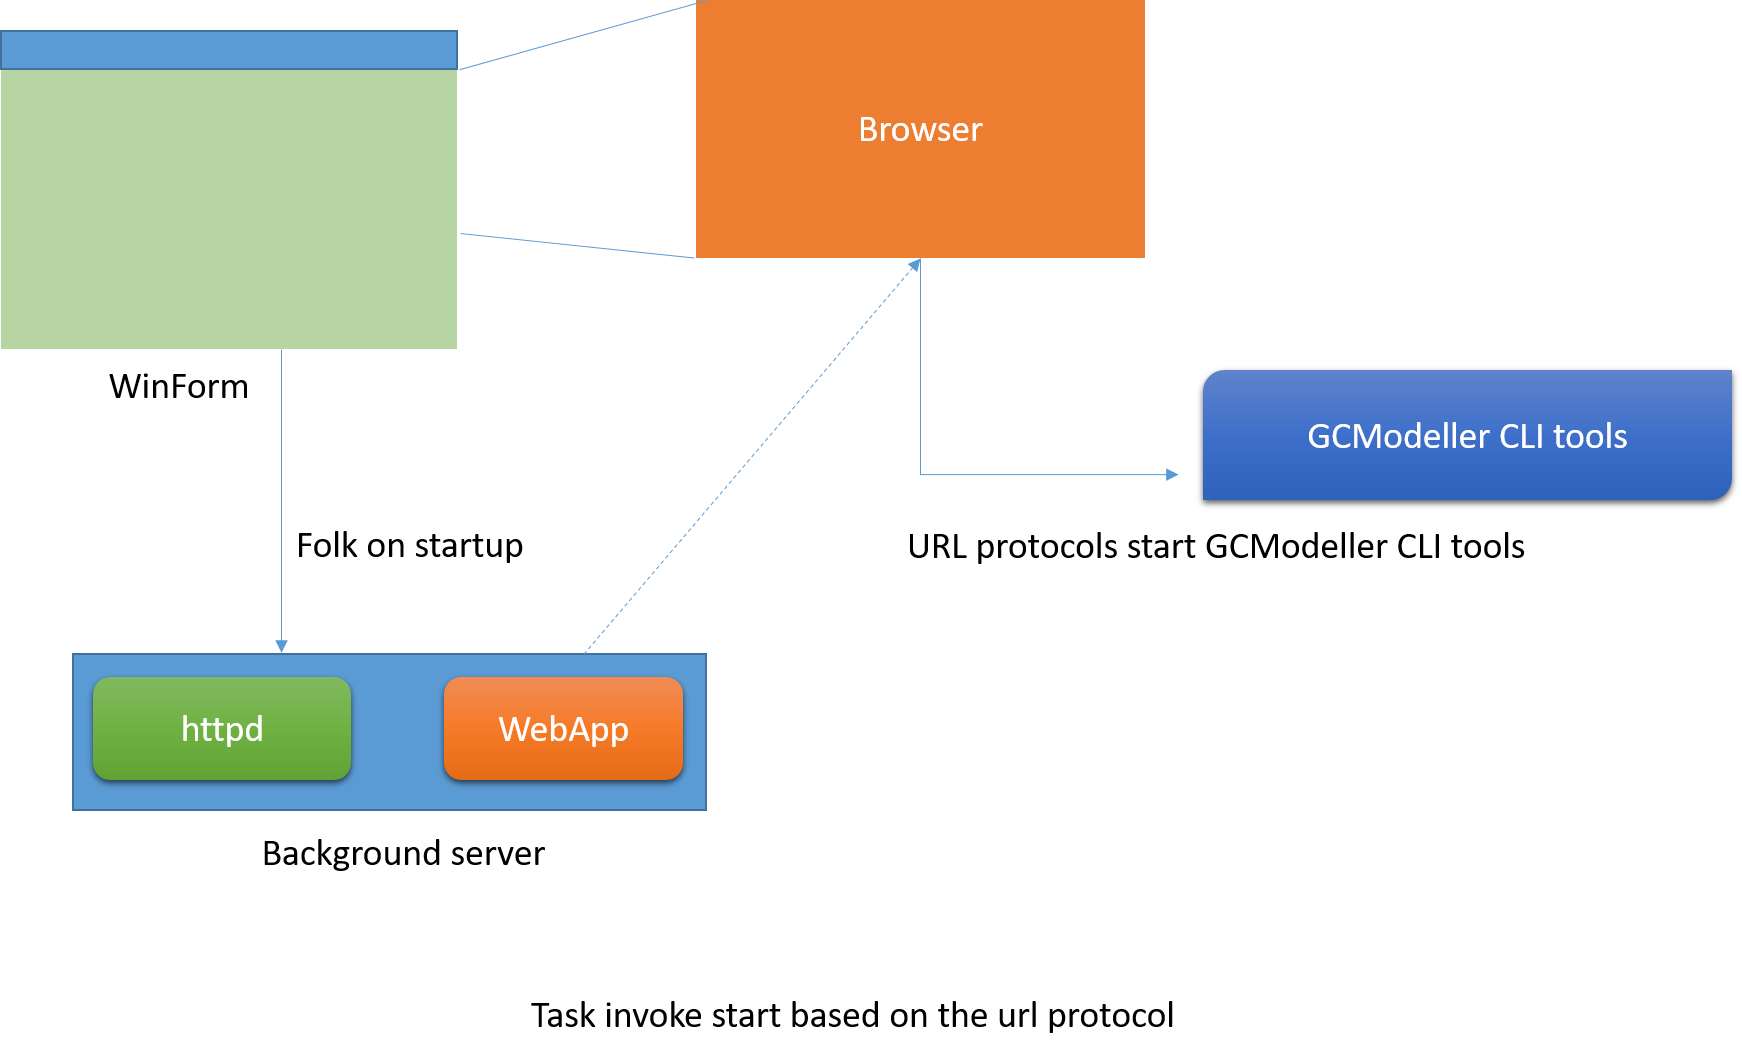 Browser
WinForm
GCModeller CLI tools
Folk on startup
URL protocols start GCModeller CLI tools
httpd
WebApp
Background server
Task invoke start based on the url protocol